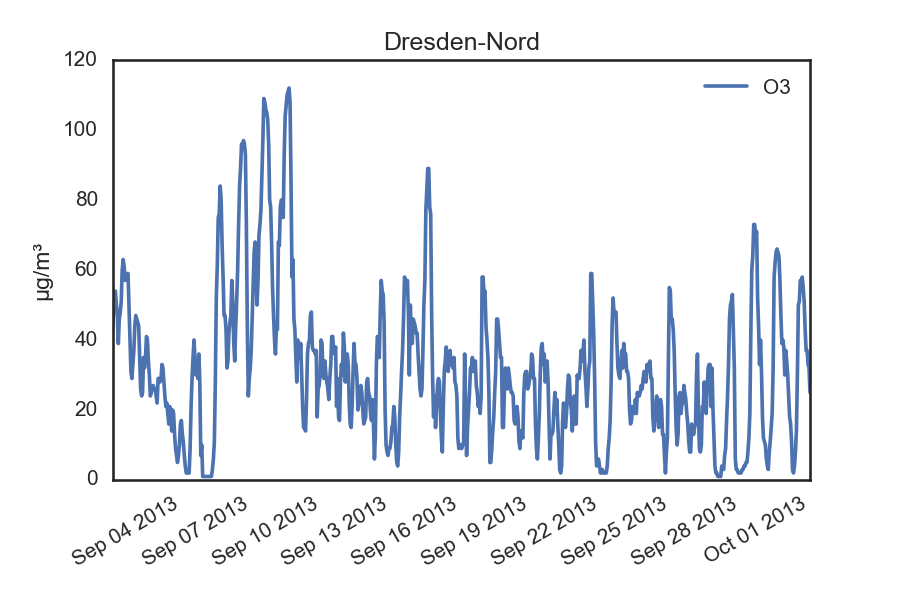 Dresden-Nord
O3
µg/m³
120
100
80
60
40
20
0
Sep 04 2013
Sep 07 2013
Sep 10 2013
Sep 13 2013
Sep 16 2013
Sep 19 2013
Sep 22 2013
Sep 25 2013
Sep 28 2013
Oct 01 2013